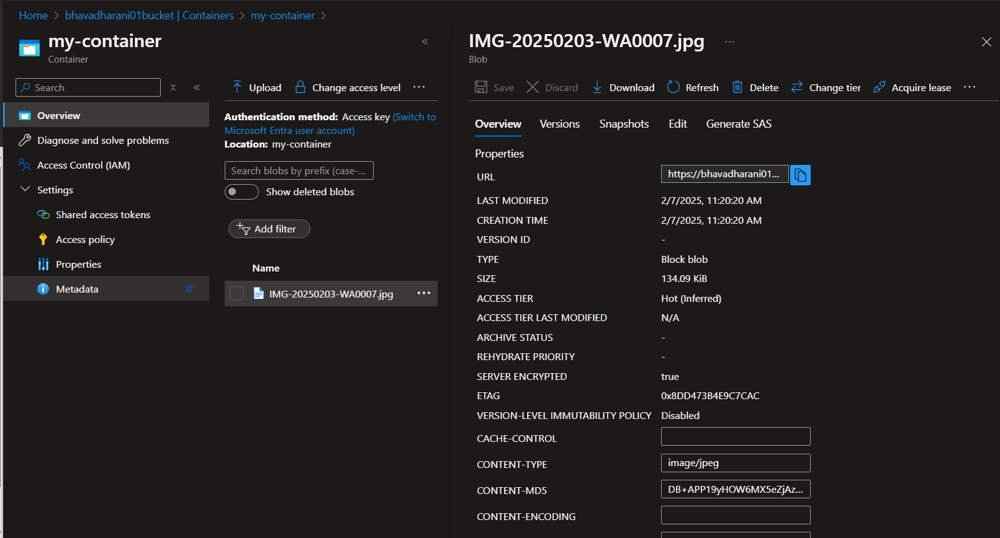 Home > bhavadharani01bucket | Containers > my-container >
my-container
Container
Search
Overview
Diagnose and solve problems
Access Control (IAM)
Settings
Shared access tokens
Access policy
Properties
Metadata
Upload
Change access level
Authentication method: Access key (Switch to
Microsoft Entra user account)
Location: my-container
Search blobs by prefix (case-...
Show deleted blobs
Add filter
Name
IMG-20250203-WA0007.jpg
IMG-20250203-WA0007.jpg
Blob
Save Discard Download Refresh Delete Change tier Acquire lease
Overview Versions Snapshots Edit Generate SAS
Properties
URL https://bhavadharani01...
LAST MODIFIED 2/7/2025, 11:20:20 AM
CREATION TIME 2/7/2025, 11:20:20 AM
VERSION ID -
TYPE Block blob
SIZE 134.09 KiB
ACCESS TIER Hot (Inferred)
ACCESS TIER LAST MODIFIED N/A
ARCHIVE STATUS -
REHYDRATE PRIORITY -
SERVER ENCRYPTED true
ETAG 0x8DD473B4E9C7CAC
VERSION-LEVEL IMMUTABILITY POLICY Disabled
CACHE-CONTROL
CONTENT-TYPE image/jpeg
CONTENT-MD5 DB+APP19yHOW6MX5eZjAz...
CONTENT-ENCODING